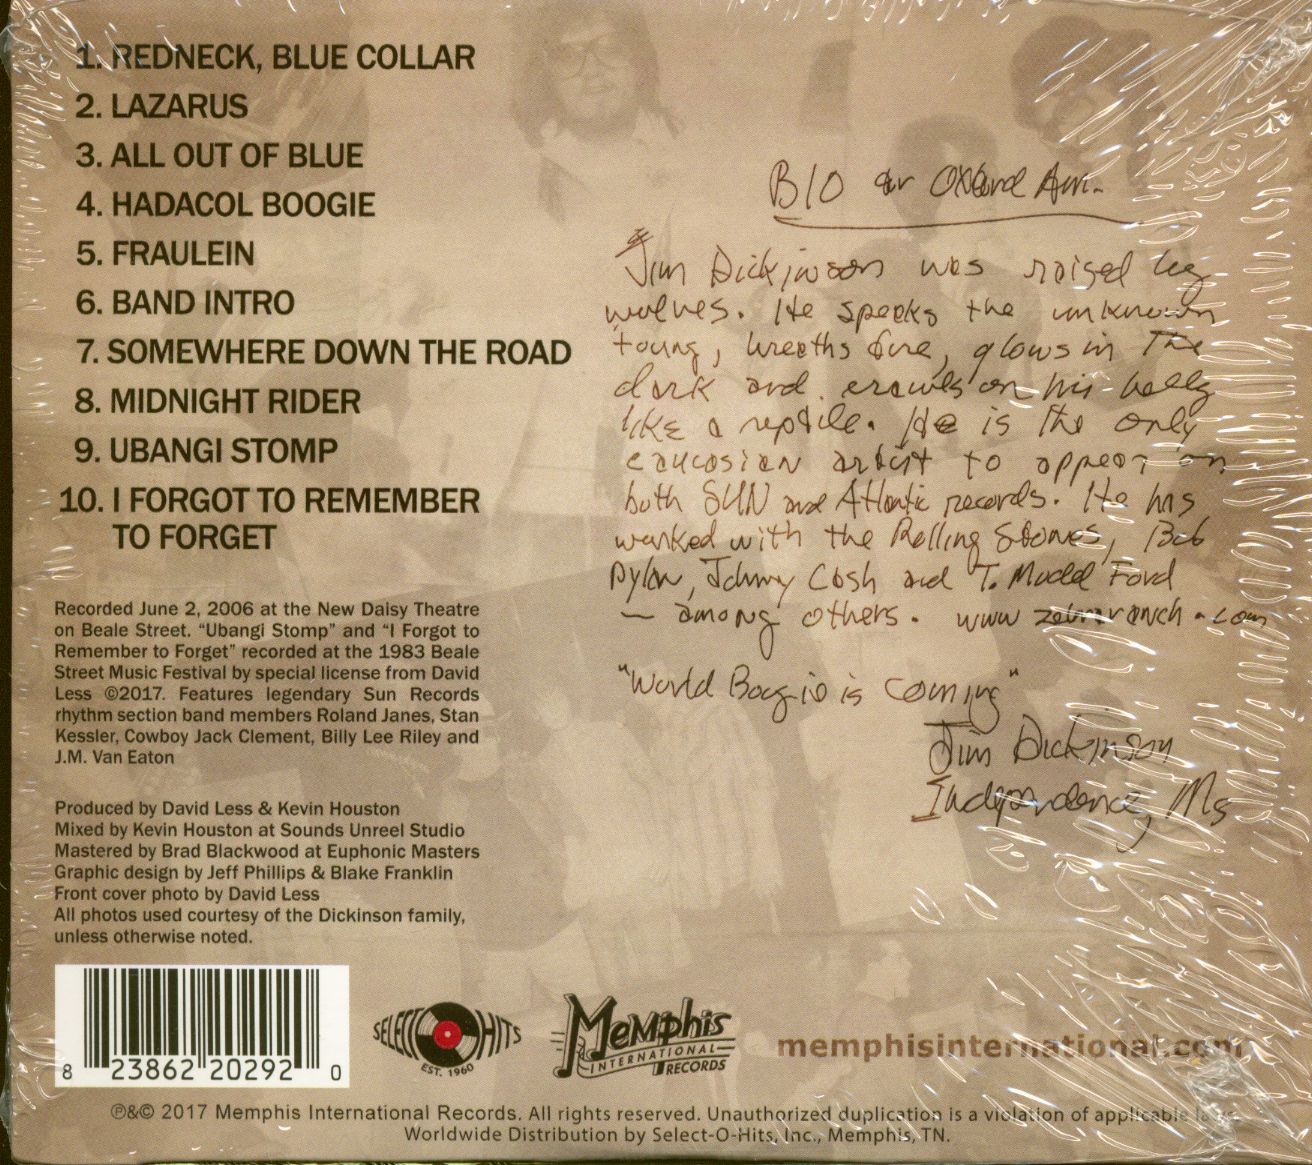 1. REDNECK, BLUE COLLAR
2. LAZARUS
3. ALL OUT OF BLUE
4. HADACOL BOOGIE
5. FRAULEIN
6. BAND INTRO
7. SOMEWHERE DOWN THE ROAD
8. MIDNIGHT RIDER
9. UBANGI STOMP
10. I FORGOT TO REMEMBER
TO FORGET
Recorded June 2, 2006 at the New Daisy Theatre
on Beale Street. “Ubangi Stomp” and “I Forgot to
Remember to Forget” recorded at the 1983 Beale
Street Music Festival by special license from David
Less ©2017. Features legendary Sun Records
rhythm section band members Roland Janes, Stan
Kessler, Cowboy Jack Clement, Billy Lee Riley and
J.M. Van Eaton
Produced by David Less & Kevin Houston
Mixed by Kevin Houston at Sounds Unreel Studio
Mastered by Brad Blackwood at Euphonic Masters
Graphic design by Jeff Phillips & Blake Franklin
Front cover photo by David Less
All photos used courtesy of the Dickinson family,
unless otherwise noted.
BIO for Oxford Am.
Jim Dickinson was raised by
wolves. He speaks the unknown
toung, breaths fire, glows in The
dark and crawls on his belly
like a reptile. He is the only
caucasian artist to appear on
both SUN and Atlantic records. He has
worked with the Rolling Stones, Bob
Dylan, Johnny Cash and T. Model Ford
— among others. www zebraranch.com
"World Boogie is coming"
Jim Dickinson
Independence, Ms
8 23862 20292 0
SELECT O HITS
EST. 1960
Memphis
INTERNATIONAL
RECORDS
memphisinternational.com
℗&© 2017 Memphis International Records. All rights reserved. Unauthorized duplication is a violation of applicable laws.
Worldwide Distribution by Select-O-Hits, Inc., Memphis, TN.